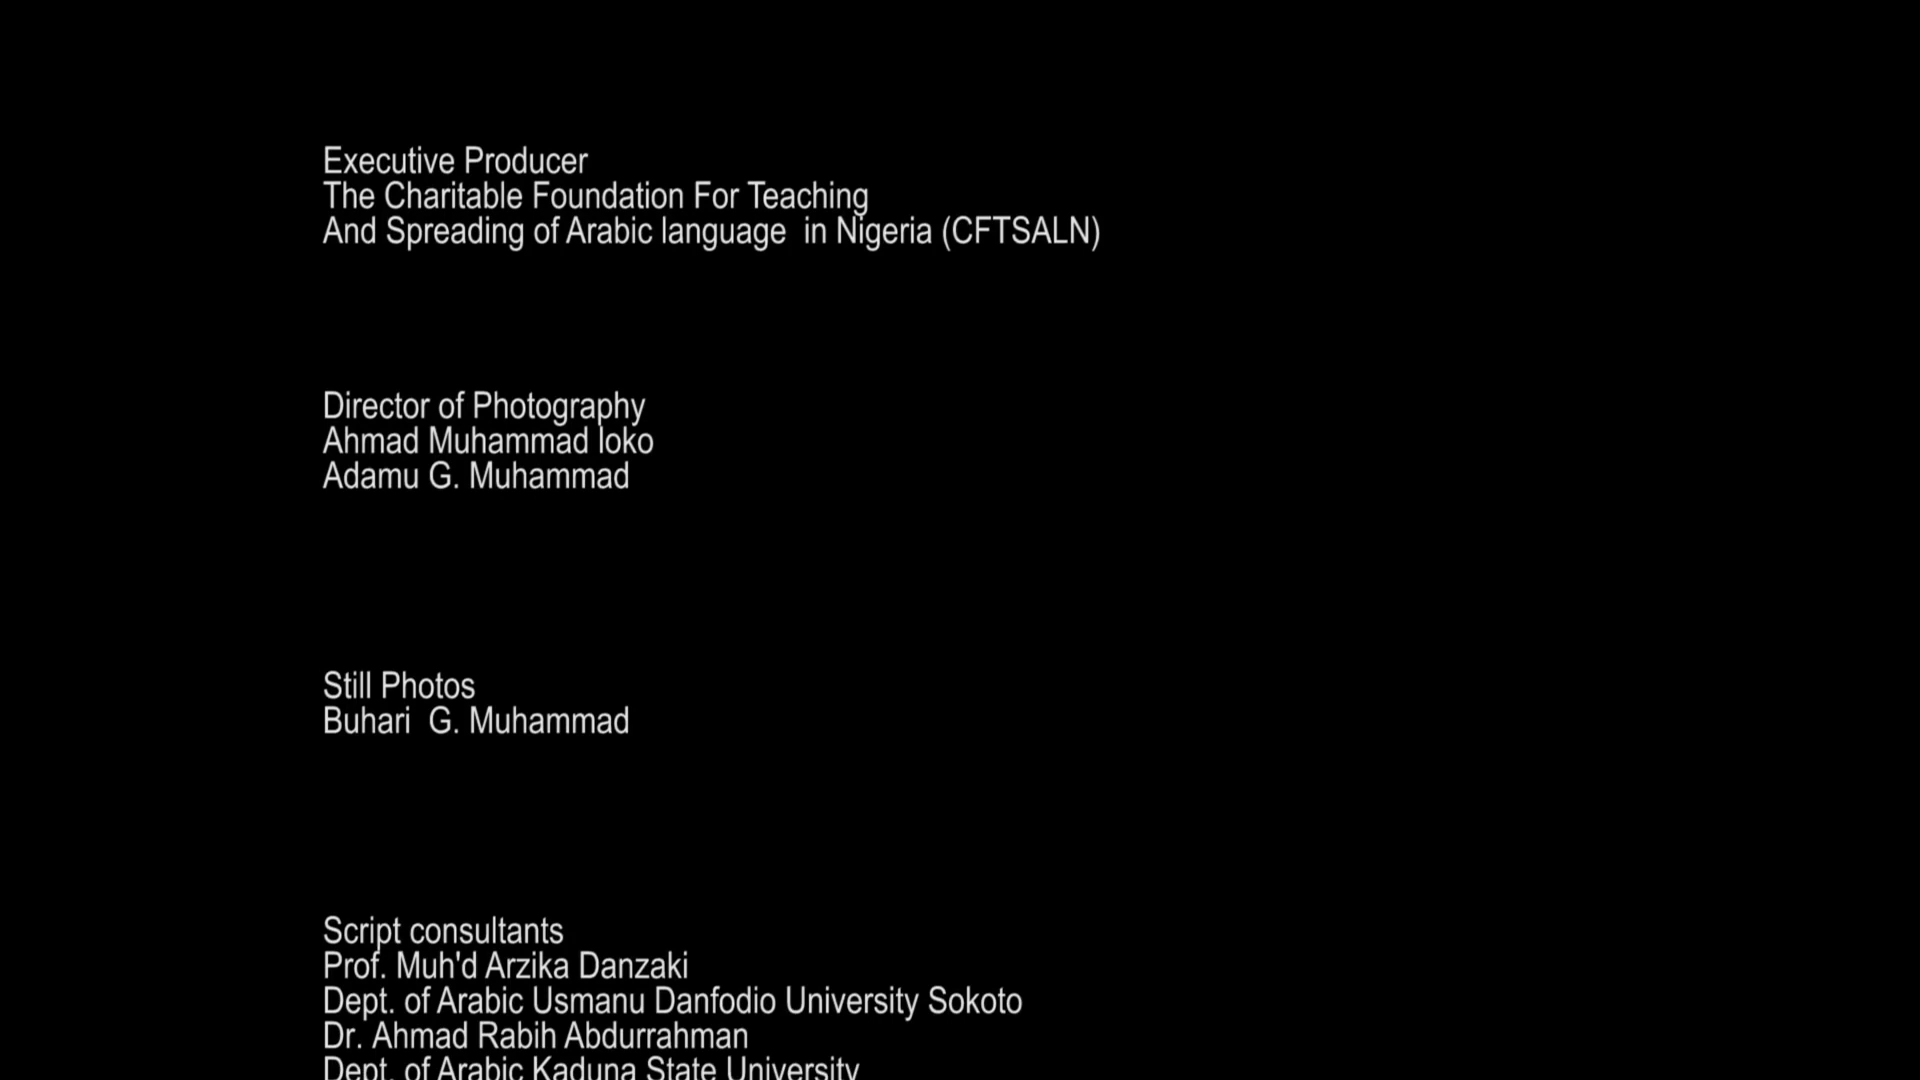 Executive Producer
The Charitable Foundation For Teaching
And Spreading of Arabic language  in Nigeria (CFTSALN)
Director of Photography
Ahmad Muhammad loko
Adamu G. Muhammad
Still Photos
Buhari  G. Muhammad
Script consultants
Prof. Muh'd Arzika Danzaki
Dept. of Arabic Usmanu Danfodio University Sokoto
Dr. Ahmad Rabih Abdurrahman
Dept. of Arabic Kaduna State University